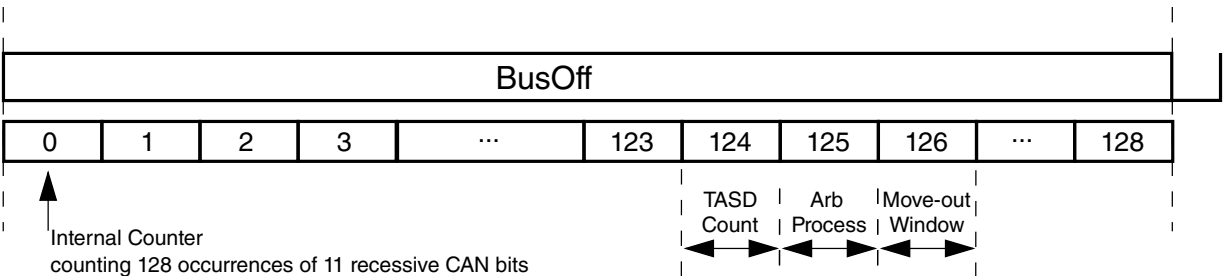 BusOff
0 1 2 3 ... 123 124 125 126 ... 128
TASD Arb Move-out
Count Process Window
Internal Counter
counting 128 occurrences of 11 recessive CAN bits